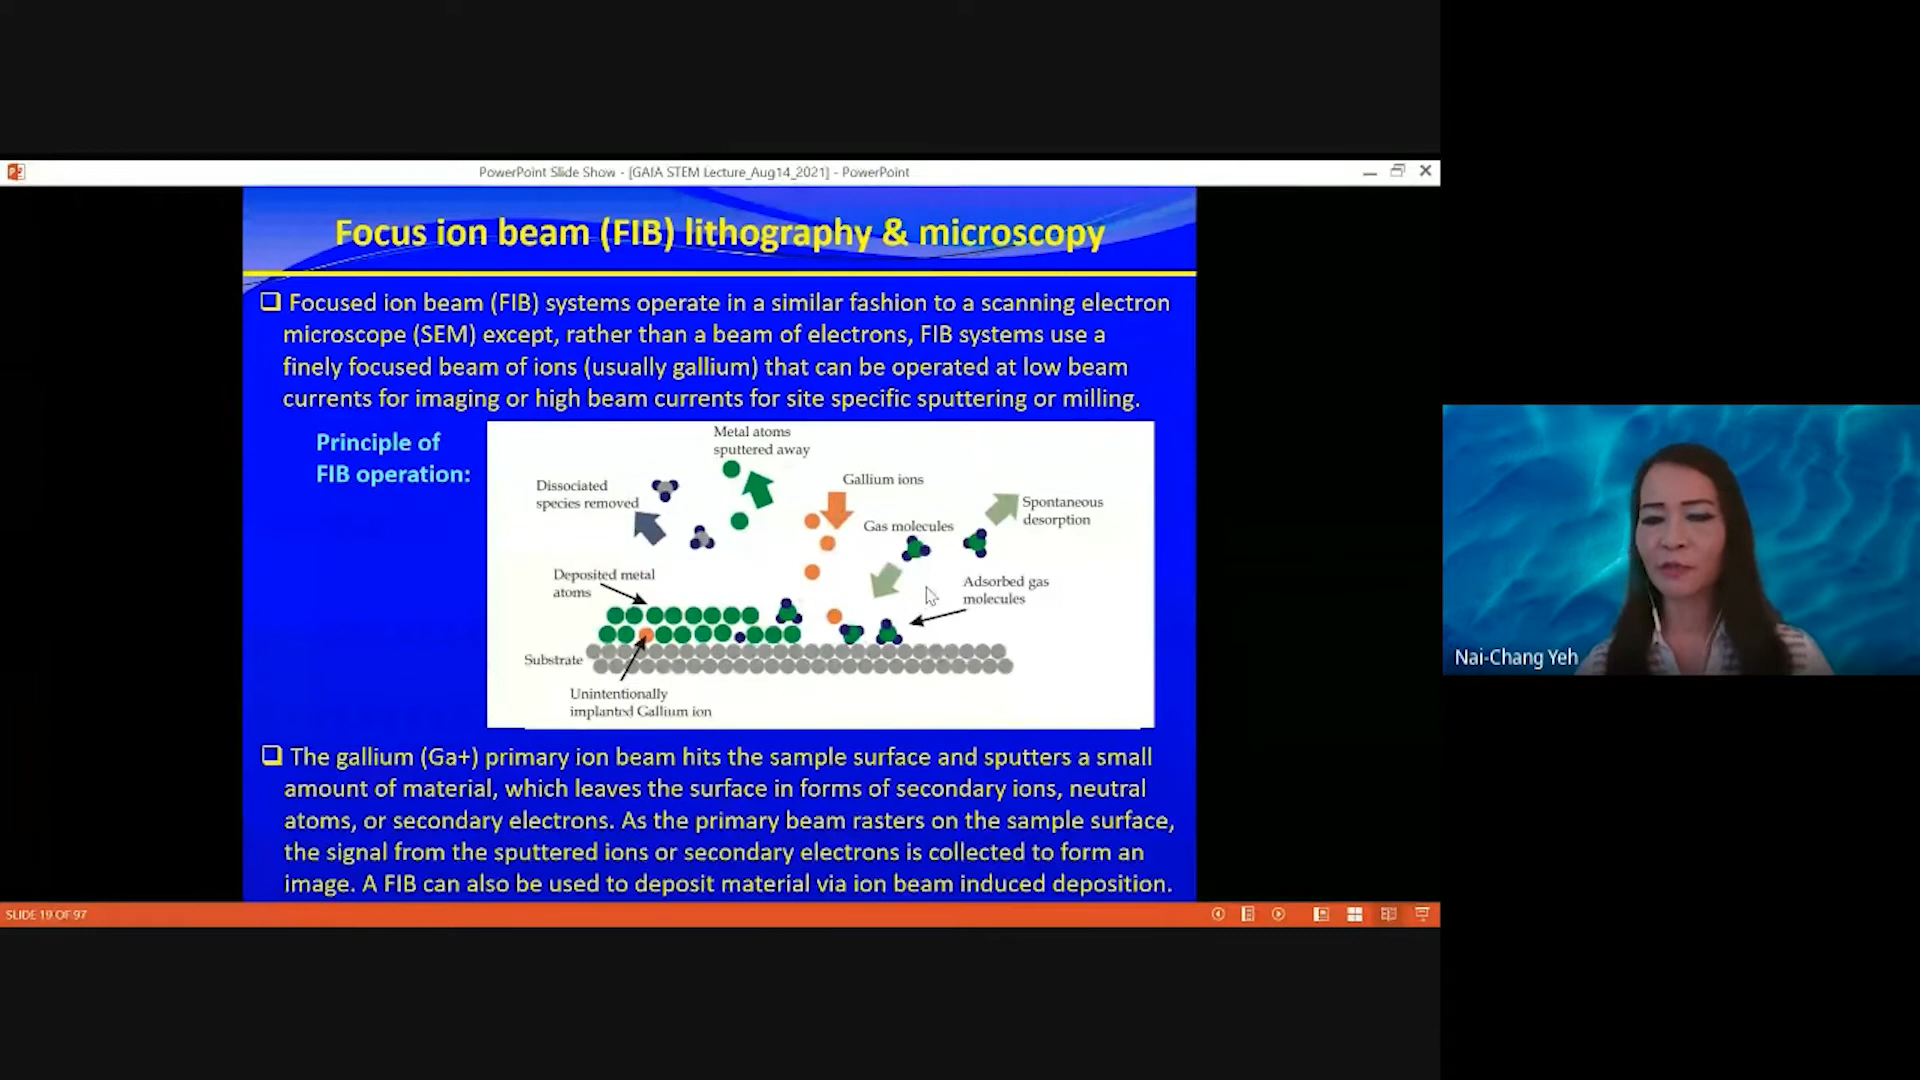 PowerPoint Slide Show - [GAIA STEM Lecture_Aug14_2021] - PowerPoint
Focus ion beam (FIB) lithography & microscopy
Focused ion beam (FIB) systems operate in a similar fashion to a scanning electron
microscope (SEM) except, rather than a beam of electrons, FIB systems use a
finely focused beam of ions (usually gallium) that can be operated at low beam
currents for imaging or high beam currents for site specific sputtering or milling.
Principle of
FIB operation:
Metal atoms
sputtered away
Dissociated
species removed
Gallium ions
Gas molecules
Spontaneous
desorption
Deposited metal
atoms
Adsorbed gas
molecules
Substrate
Unintentionally
implanted Gallium ion
The gallium (Ga+) primary ion beam hits the sample surface and sputters a small
amount of material, which leaves the surface in forms of secondary ions, neutral
atoms, or secondary electrons. As the primary beam rasters on the sample surface,
the signal from the sputtered ions or secondary electrons is collected to form an
image. A FIB can also be used to deposit material via ion beam induced deposition.
SLIDE 19 OF 97
Nai-Chang Yeh